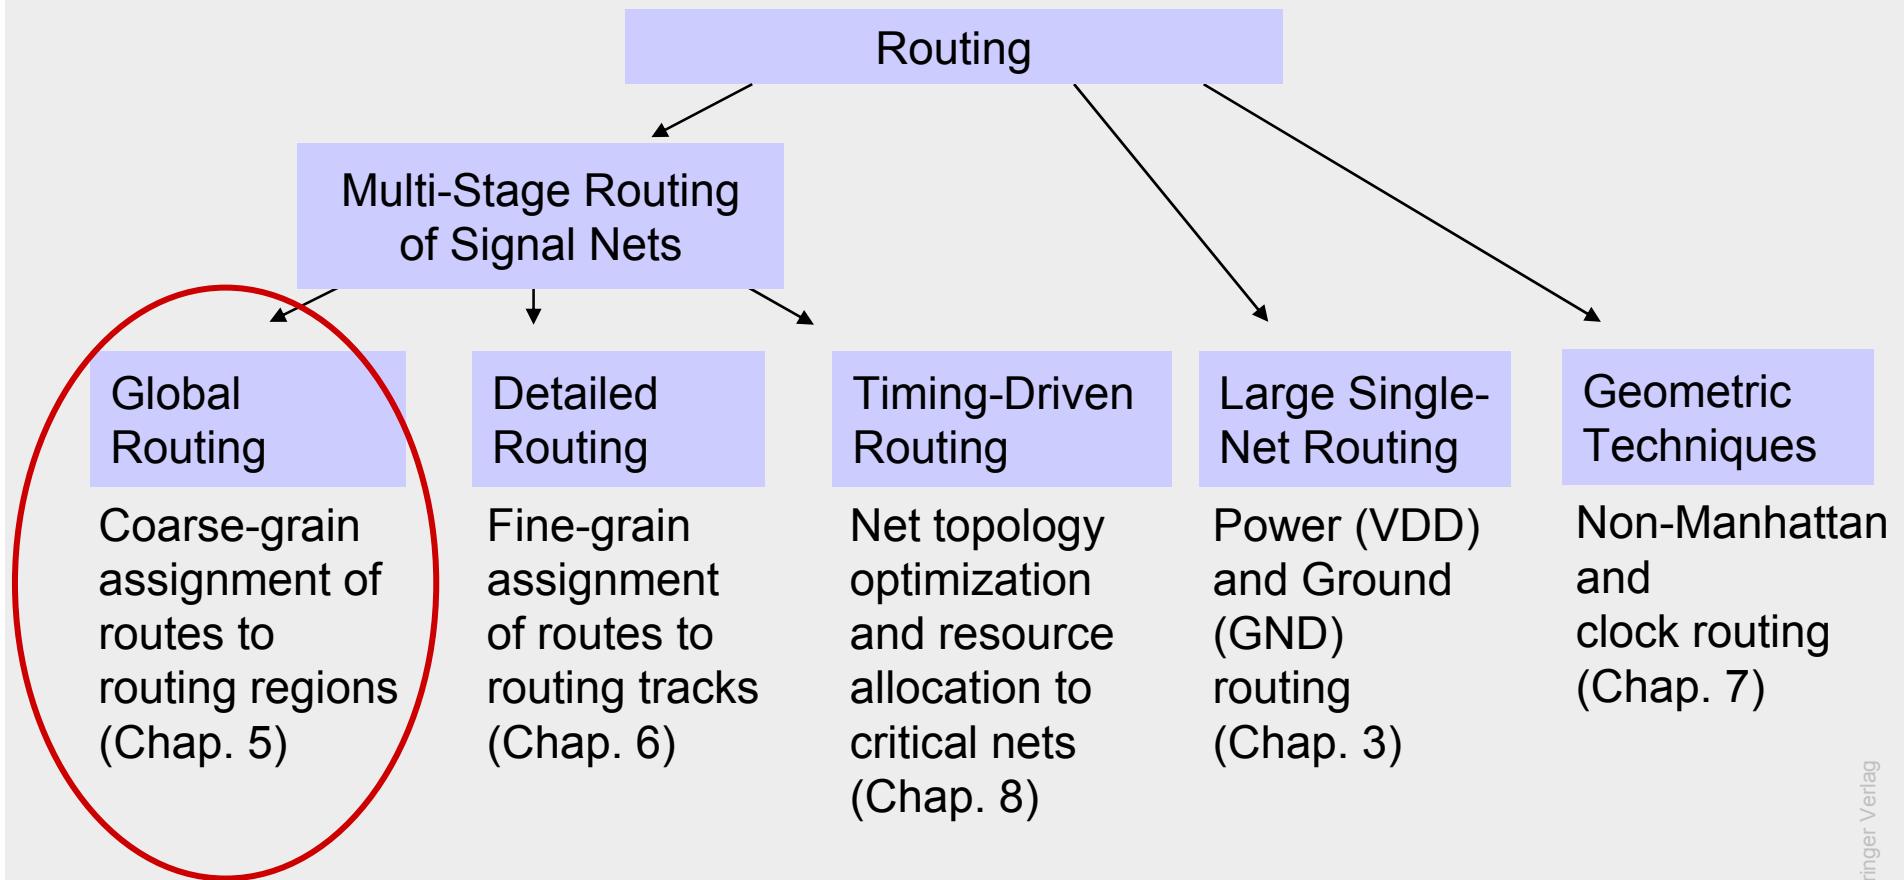 Routing
Multi-Stage Routing
of Signal Nets
Global
Routing
Coarse-grain
assignment of
routes to
routing regions
(Chap. 5)
Detailed
Routing
Fine-grain
assignment
of routes to
routing tracks
(Chap. 6)
Timing-Driven
Routing
Net topology
optimization
and resource
allocation to
critical nets
(Chap. 8)
Large Single-
Net Routing
Power (VDD)
and Ground
(GND)
routing
(Chap. 3)
Geometric
Techniques
Non-Manhattan
and
clock routing
(Chap. 7)
Verlag